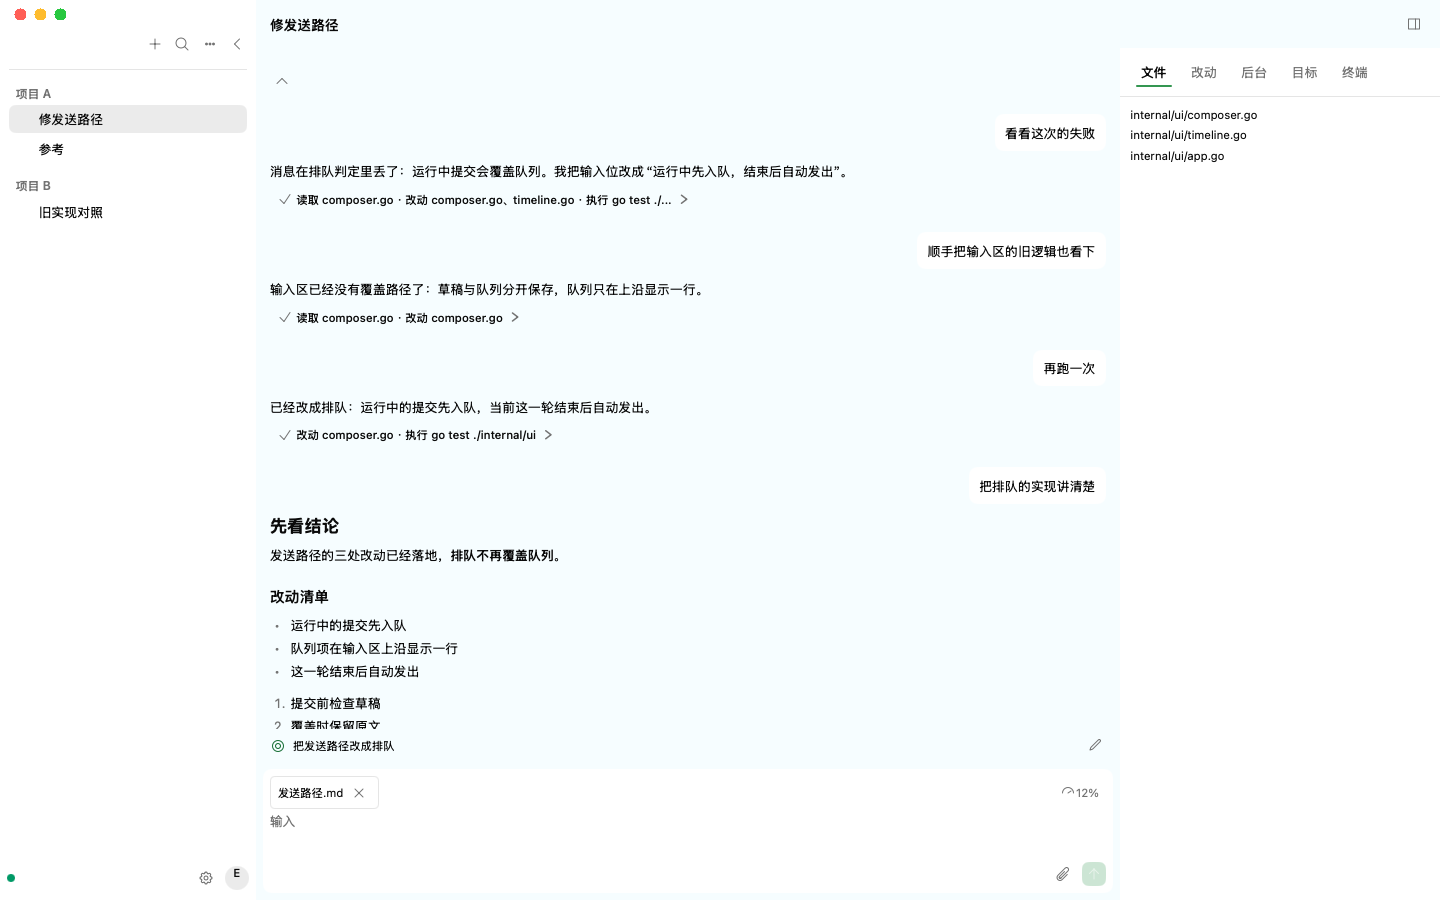 修发送路径
项目 A
修发送路径
参考
项目 B
旧实现对照
E
看看这次的失败
消息在排队判定里丢了：运行中提交会覆盖队列。我把输入位改成“运行中先入队，结束后自动发出”。
读取 composer.go · 改动 composer.go、timeline.go · 执行 go test ./...
顺手把输入区的旧逻辑也看下
输入区已经没有覆盖路径了：草稿与队列分开保存，队列只在上沿显示一行。
读取 composer.go · 改动 composer.go
再跑一次
已经改成排队：运行中的提交先入队，当前这一轮结束后自动发出。
改动 composer.go · 执行 go test ./internal/ui
把排队的实现讲清楚
先看结论
发送路径的三处改动已经落地，排队不再覆盖队列。
改动清单
• 运行中的提交先入队
• 队列项在输入区上沿显示一行
• 这一轮结束后自动发出
1. 提交前检查草稿
2. 覆盖时保留原文
把发送路径改成排队
发送路径.md
12%
输入
文件 改动 后台 目标 终端
internal/ui/composer.go
internal/ui/timeline.go
internal/ui/app.go